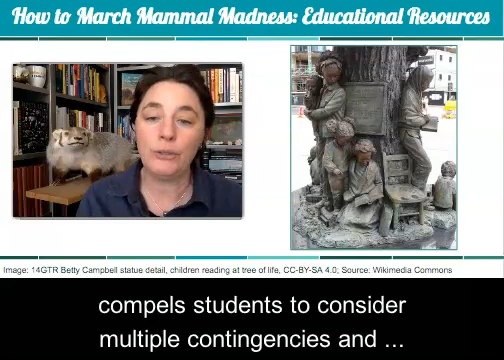 How to March Mammal Madness: Educational Resources
Image: 14GTR Betty Campbell statue detail, children reading at tree of life, CC-BY-SA 4.0; Source: Wikimedia Commons
compels students to consider
multiple contingencies and ...